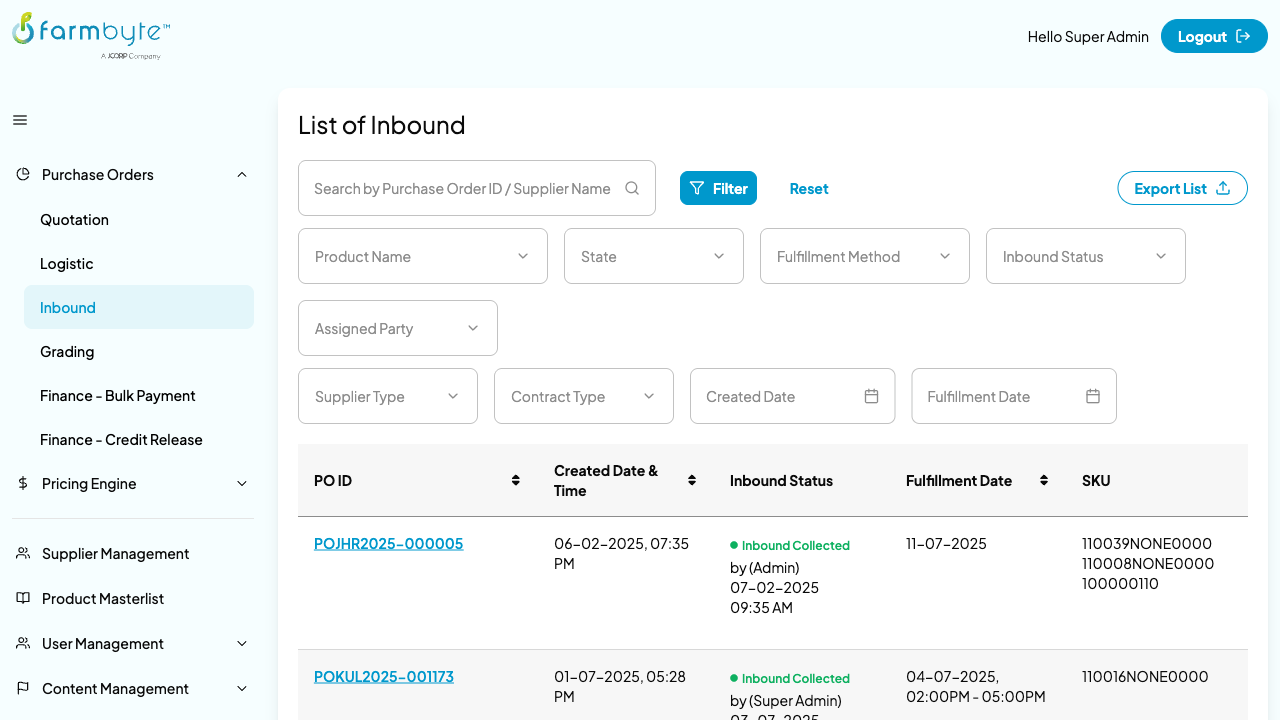 farmbyte™
A JCORP Company
Hello Super Admin
Logout
Purchase Orders
Quotation
Logistic
Inbound
Grading
Finance - Bulk Payment
Finance - Credit Release
Pricing Engine
Supplier Management
Product Masterlist
User Management
Content Management
List of Inbound
Search by Purchase Order ID / Supplier Name
Filter
Reset
Export List
Product Name
State
Fulfillment Method
Inbound Status
Assigned Party
Supplier Type
Contract Type
Created Date
Fulfillment Date
PO ID
Created Date &
Time
Inbound Status
Fulfillment Date
SKU
POJHR2025-000005
06-02-2025, 07:35
PM
Inbound Collected
by (Admin)
07-02-2025
09:35 AM
11-07-2025
110039NONE0000
110008NONE0000
100000110
POKUL2025-001173
01-07-2025, 05:28
PM
Inbound Collected
by (Super Admin)
03-07-2025
04-07-2025,
02:00PM - 05:00PM
110016NONE0000